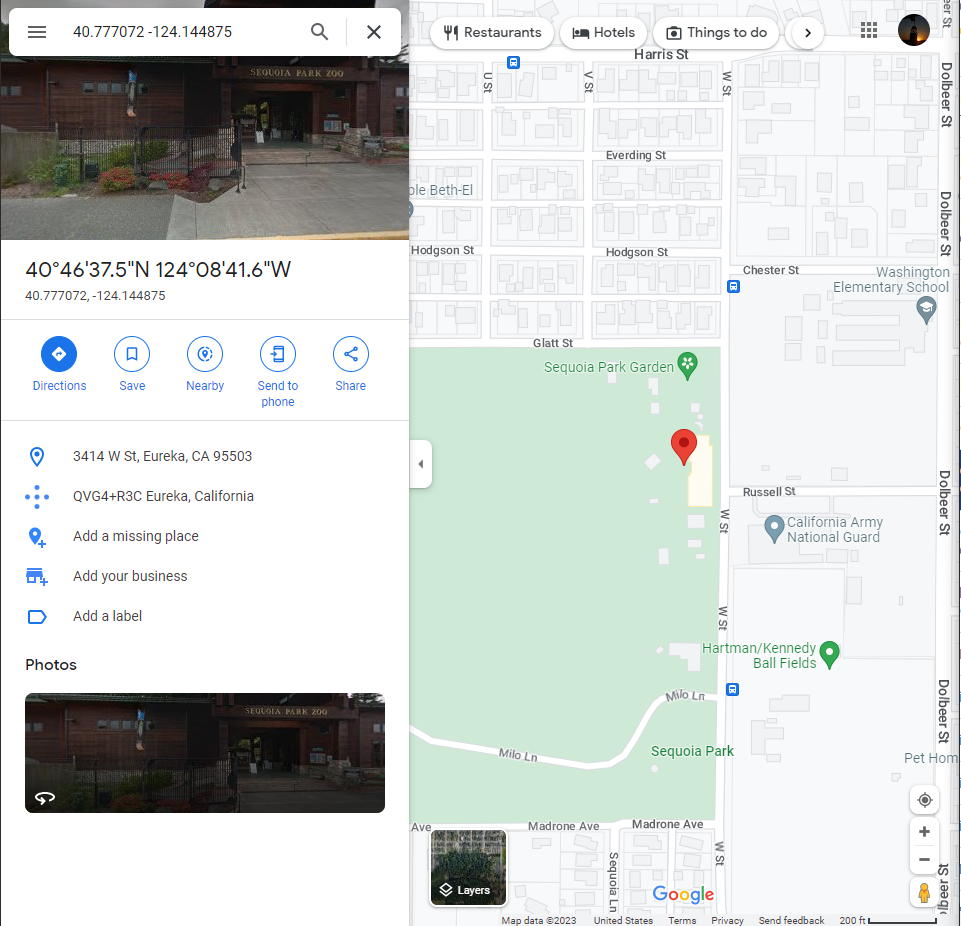 40.777072 -124.144875
Restaurants
Hotels
Things to do
SEQUOIA PARK ZOO
40°46'37.5"N 124°08'41.6"W
40.777072, -124.144875
Directions
Save
Nearby
Send to
phone
Share
3414 W St, Eureka, CA 95503
QVG4+R3C Eureka, California
Add a missing place
Add your business
Add a label
Photos
SEQUOIA PARK ZOO
Harris St
U St
V St
W St
Dolbeer St
Everding St
ple Beth-El
Dolbeer St
Hodgson St
Hodgson St
Chester St
Washington
Elementary School
Glatt St
Sequoia Park Garden
Russell St
Dolbeer St
W St
California Army
National Guard
W St
Hartman/Kennedy
Ball Fields
Milo Ln
Dolbeer St
Milo Ln
Sequoia Park
Pet Hom
Ave
Madrone Ave
Madrone Ave
W St
Sequoia Ln
Layers
Google
Map data ©2023
United States
Terms
Privacy
Send feedback
200 ft